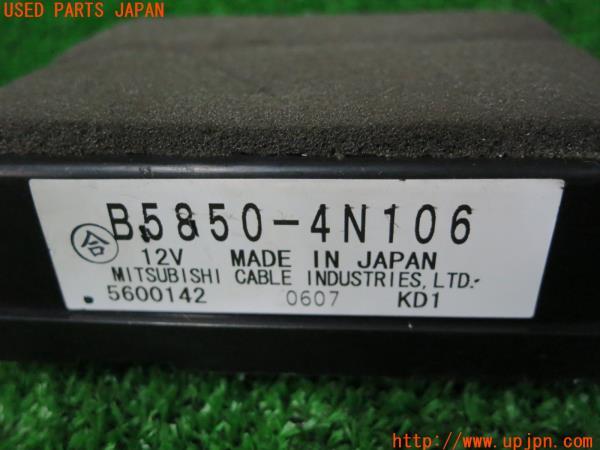 USED PARTS JAPAN
B5850-4N106
合
12V MADE IN JAPAN
MITSUBISHI CABLE INDUSTRIES, LTD.
5600142 0607 KD1
http://www.upjpn.com